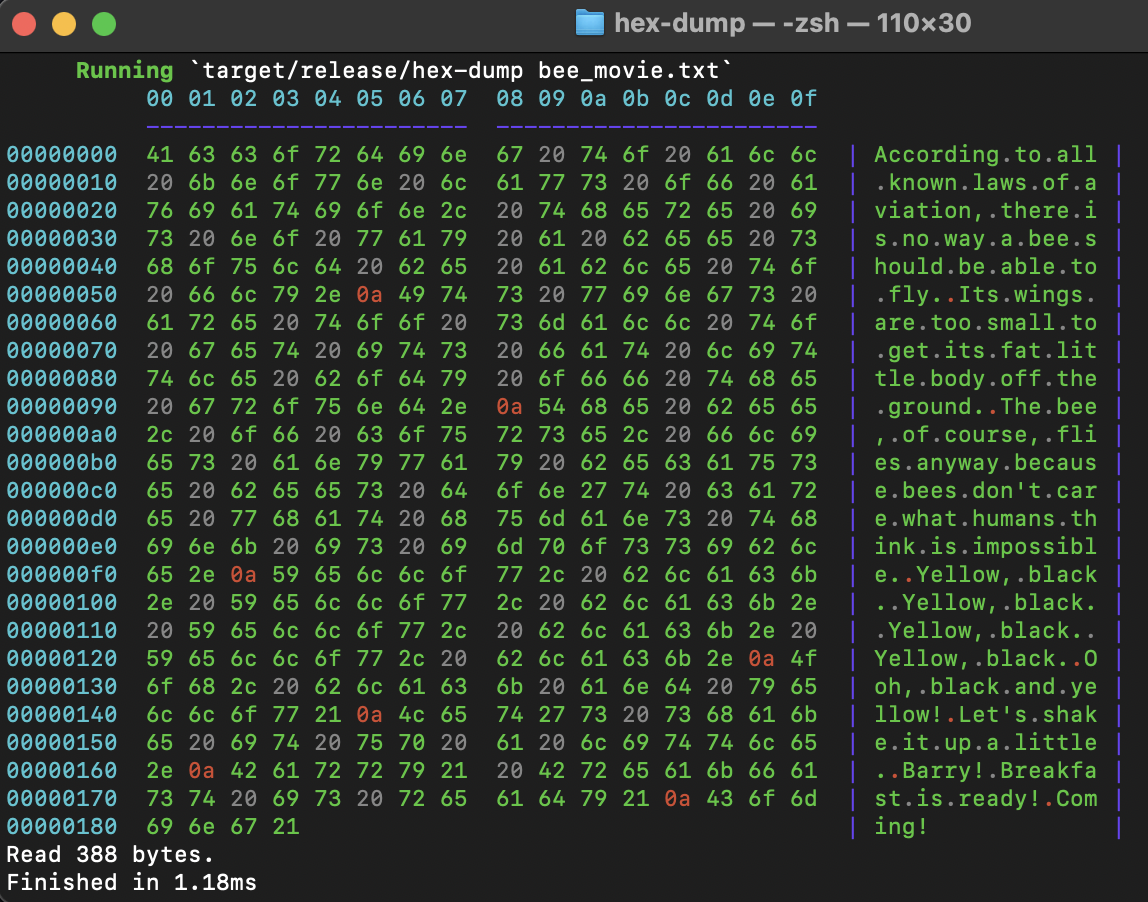 hex-dump — -zsh — 110×30
Running `target/release/hex-dump bee_movie.txt`
00 01 02 03 04 05 06 07 08 09 0a 0b 0c 0d 0e 0f
00000000 41 63 63 6f 72 64 69 6e 67 20 74 6f 20 61 6c 6c | According.to.all |
00000010 20 6b 6e 6f 77 6e 20 6c 61 77 73 20 6f 66 20 61 | .known.laws.of.a |
00000020 76 69 61 74 69 6f 6e 2c 20 74 68 65 72 65 20 69 | viation,.there.i |
00000030 73 20 6e 6f 20 77 61 79 20 61 20 62 65 65 20 73 | s.no.way.a.bee.s |
00000040 68 6f 75 6c 64 20 62 65 20 61 62 6c 65 20 74 6f | hould.be.able.to |
00000050 20 66 6c 79 2e 0a 49 74 73 20 77 69 6e 67 73 20 | .fly..Its.wings. |
00000060 61 72 65 20 74 6f 6f 20 73 6d 61 6c 6c 20 74 6f | are.too.small.to |
00000070 20 67 65 74 20 69 74 73 20 66 61 74 20 6c 69 74 | .get.its.fat.lit |
00000080 74 6c 65 20 62 6f 64 79 20 6f 66 66 20 74 68 65 | tle.body.off.the |
00000090 20 67 72 6f 75 6e 64 2e 0a 54 68 65 20 62 65 65 | .ground..The.bee |
000000a0 2c 20 6f 66 20 63 6f 75 72 73 65 2c 20 66 6c 69 | ,.of.course,.fli |
000000b0 65 73 20 61 6e 79 77 61 79 20 62 65 63 61 75 73 | es.anyway.becaus |
000000c0 65 20 62 65 65 73 20 64 6f 6e 27 74 20 63 61 72 | e.bees.don't.car |
000000d0 65 20 77 68 61 74 20 68 75 6d 61 6e 73 20 74 68 | e.what.humans.th |
000000e0 69 6e 6b 20 69 73 20 69 6d 70 6f 73 73 69 62 6c | ink.is.impossibl |
000000f0 65 2e 0a 59 65 6c 6c 6f 77 2c 20 62 6c 61 63 6b | e..Yellow,.black |
00000100 2e 20 59 65 6c 6c 6f 77 2c 20 62 6c 61 63 6b 2e | ..Yellow,.black. |
00000110 20 59 65 6c 6c 6f 77 2c 20 62 6c 61 63 6b 2e 20 | .Yellow,.black.. |
00000120 59 65 6c 6c 6f 77 2c 20 62 6c 61 63 6b 2e 0a 4f | Yellow,.black..O |
00000130 6f 68 2c 20 62 6c 61 63 6b 20 61 6e 64 20 79 65 | oh,.black.and.ye |
00000140 6c 6c 6f 77 21 0a 4c 65 74 27 73 20 73 68 61 6b | llow!.Let's.shak |
00000150 65 20 69 74 20 75 70 20 61 20 6c 69 74 74 6c 65 | e.it.up.a.little |
00000160 2e 0a 42 61 72 72 79 21 20 42 72 65 61 6b 66 61 | ..Barry!.Breakfa |
00000170 73 74 20 69 73 20 72 65 61 64 79 21 0a 43 6f 6d | st.is.ready!.Com |
00000180 69 6e 67 21 | ing! |
Read 388 bytes.
Finished in 1.18ms